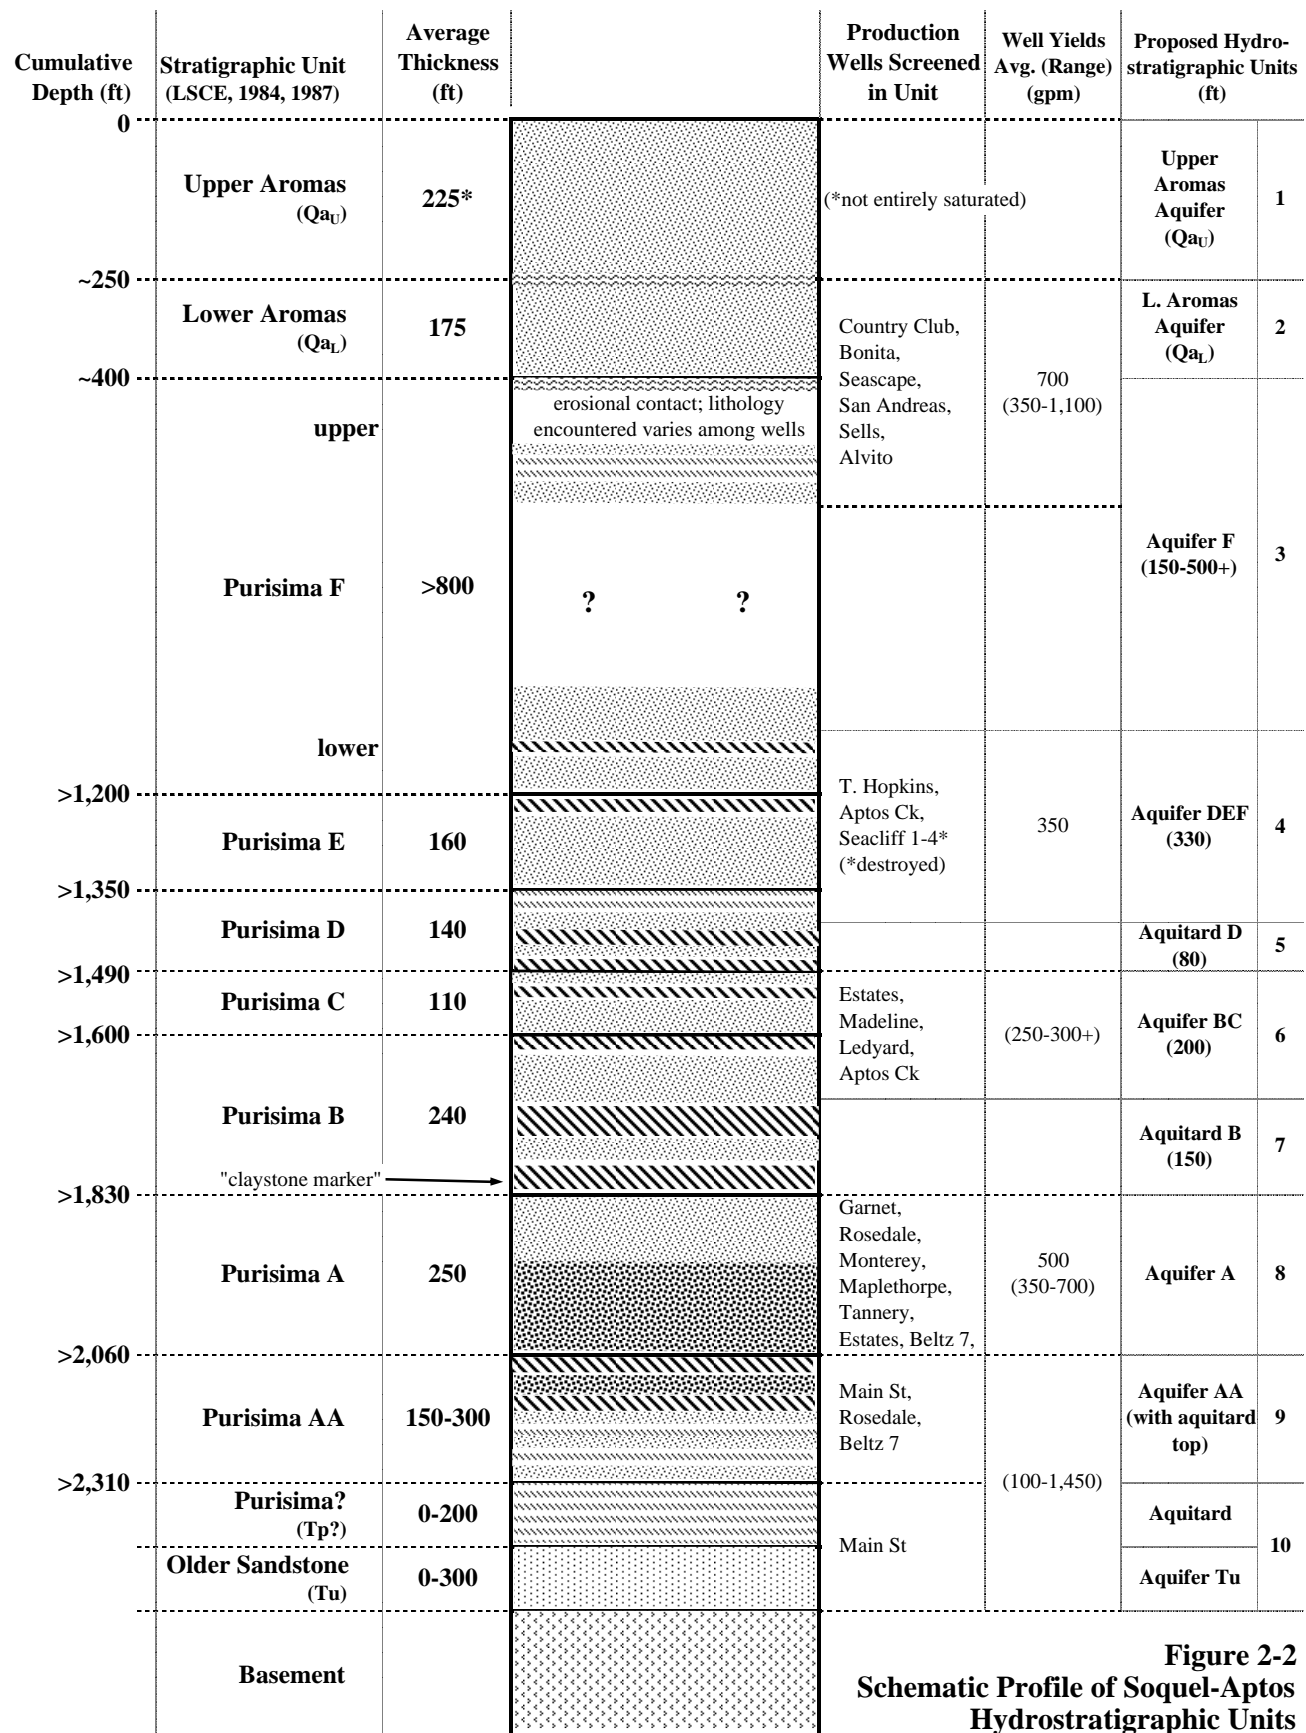 Cumulative
Depth (ft)
Stratigraphic Unit
(LSCE, 1984, 1987)
Average
Thickness
(ft)
Production
Wells Screened
in Unit
Well Yields
Avg. (Range)
(gpm)
Proposed Hydro-
stratigraphic Units
(ft)
0
Upper Aromas
(QaU)
225*
(*not entirely saturated)
Upper
Aromas
Aquifer
(QaU)
1
~250
Lower Aromas
(QaL)
175
Country Club,
Bonita,
Seascape,
San Andreas,
Sells,
Alvito
700
(350-1,100)
L. Aromas
Aquifer
(QaL)
2
~400
erosional contact; lithology
encountered varies among wells
upper
Purisima F
>800
? ?
Aquifer F
(150-500+)
3
lower
>1,200
Purisima E
160
T. Hopkins,
Aptos Ck,
Seacliff 1-4*
(*destroyed)
350
Aquifer DEF
(330)
4
>1,350
Purisima D
140
Aquitard D
(80)
5
>1,490
Purisima C
110
Estates,
Madeline,
Ledyard,
Aptos Ck
(250-300+)
Aquifer BC
(200)
6
>1,600
Purisima B
240
Aquitard B
(150)
7
"claystone marker"
>1,830
Purisima A
250
Garnet,
Rosedale,
Monterey,
Maplethorpe,
Tannery,
Estates, Beltz 7,
500
(350-700)
Aquifer A
8
>2,060
Purisima AA
150-300
Main St,
Rosedale,
Beltz 7
(100-1,450)
Aquifer AA
(with aquitard
top)
9
>2,310
Purisima?
(Tp?)
0-200
Main St
Aquitard
10
Older Sandstone
(Tu)
0-300
Aquifer Tu
Basement
Figure 2-2
Schematic Profile of Soquel-Aptos
Hydrostratigraphic Units